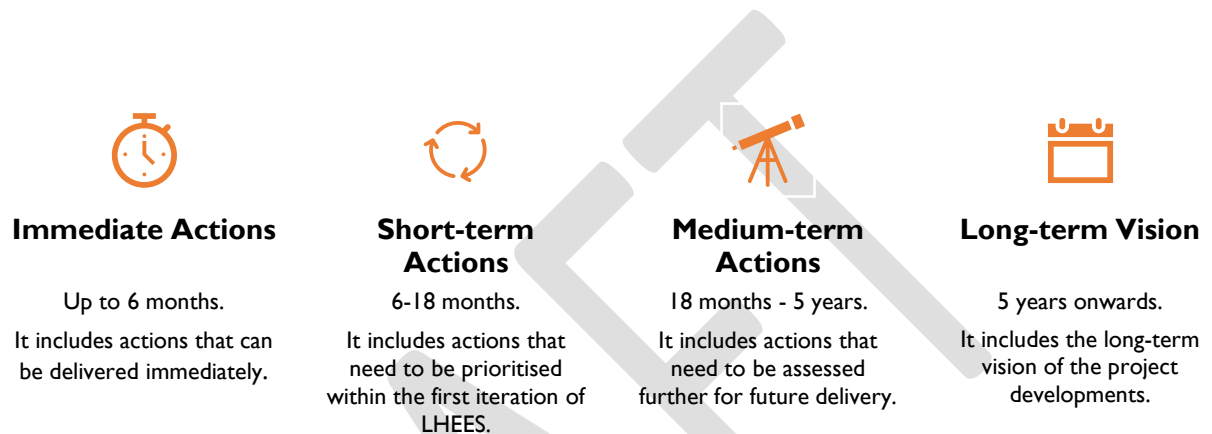 Immediate Actions
Up to 6 months.
It includes actions that can
be delivered immediately.
Short-term
Actions
6-18 months.
It includes actions that
need to be prioritised
within the first iteration of
LHEES.
Medium-term
Actions
18 months - 5 years.
It includes actions that
need to be assessed
further for future delivery.
Long-term Vision
5 years onwards.
It includes the long-term
vision of the project
developments.